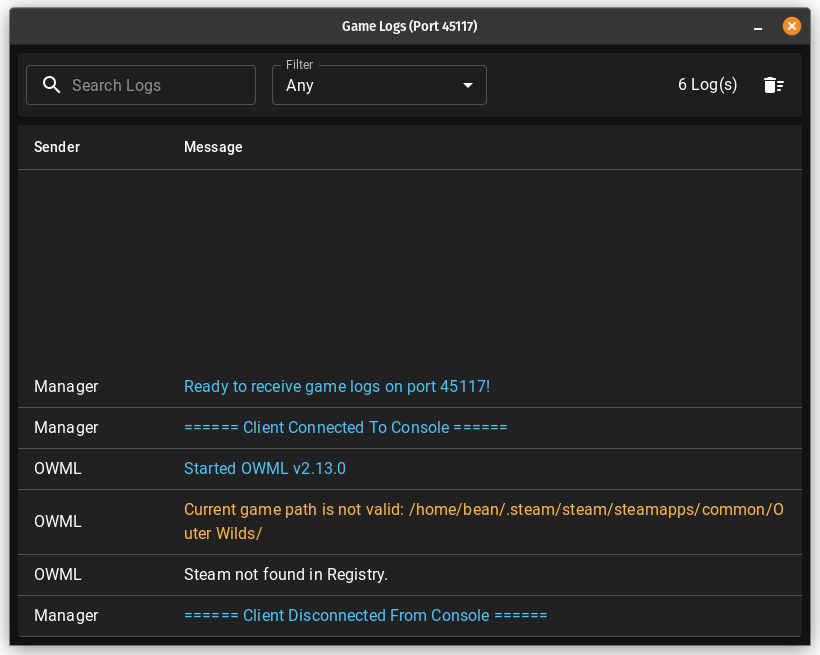 Game Logs (Port 45117)
Search Logs
Filter
Any
6 Log(s)
Sender Message
Manager Ready to receive game logs on port 45117!
Manager ====== Client Connected To Console ======
OWML Started OWML v2.13.0
OWML Current game path is not valid: /home/bean/.steam/steam/steamapps/common/O
uter Wilds/
OWML Steam not found in Registry.
Manager ====== Client Disconnected From Console ======